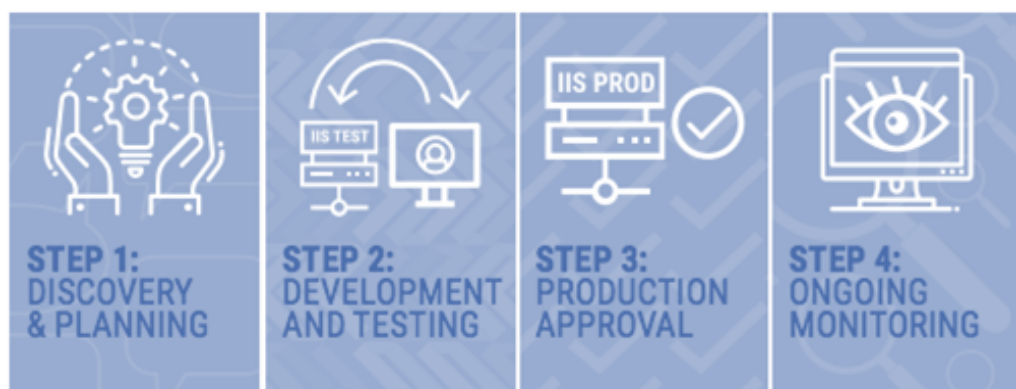 IIS TEST
IIS PROD
STEP 1:
DISCOVERY
& PLANNING
STEP 2:
DEVELOPMENT
AND TESTING
STEP 3:
PRODUCTION
APPROVAL
STEP 4:
ONGOING
MONITORING